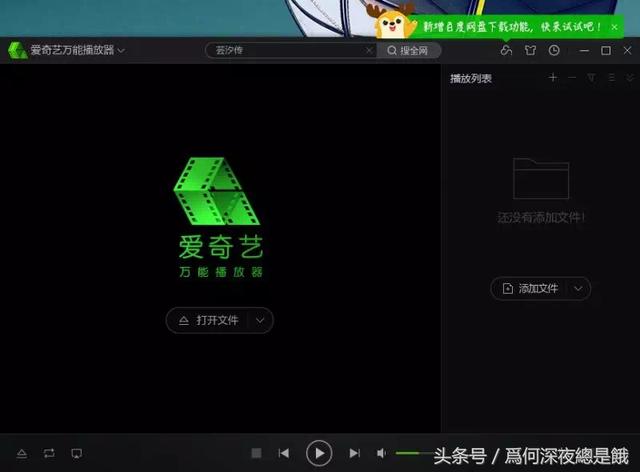 新增百度网盘下载功能，快来试试吧！
爱奇艺万能播放器
芸汐传
搜全网
播放列表
爱奇艺
万能播放器
还没有添加文件!
打开文件
添加文件
头条号 / 爲何深夜總是餓